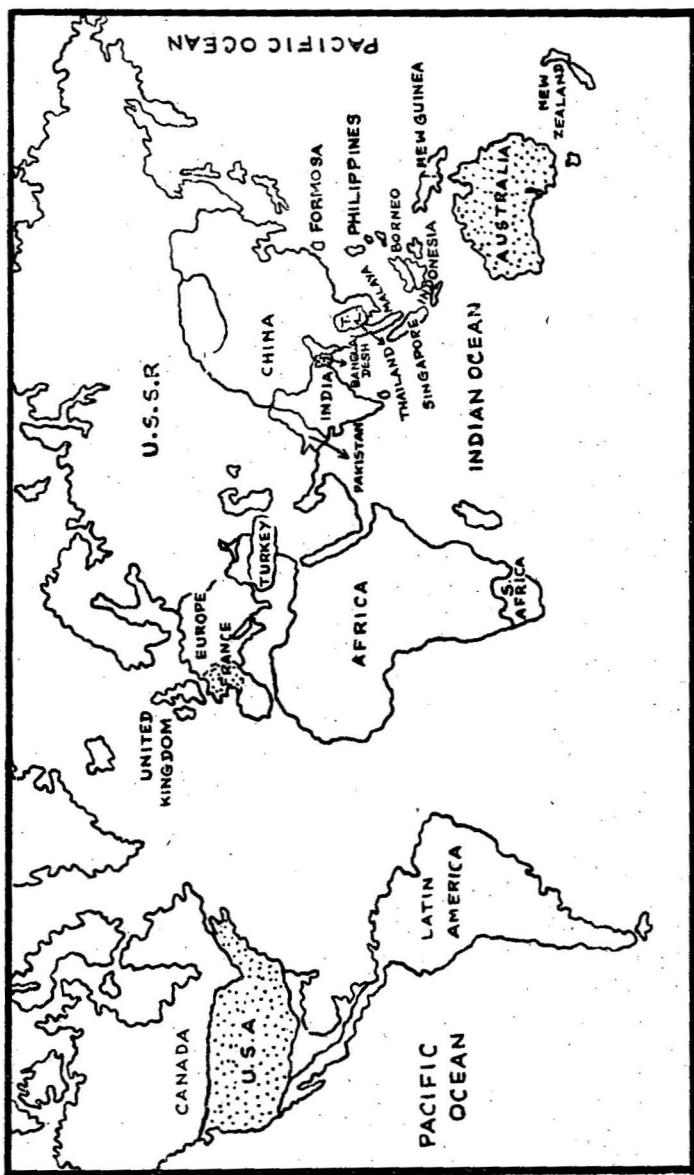 PACIFIC OCEAN
CANADA
U.S.A
PACIFIC
OCEAN
LATIN
AMERICA
UNITED
KINGDOM
EUROPE
FRANCE
TURKEY
AFRICA
S.
AFRICA
U.S.S.R
CHINA
INDIA
PAKISTAN
BANGLA
DESH
T.
THAILAND
SINGAPORE
MALAYA
INDONESIA
BORNEO
FORMOSA
PHILIPPINES
NEW GUINEA
INDIAN OCEAN
AUSTRALIA
NEW
ZEALAND